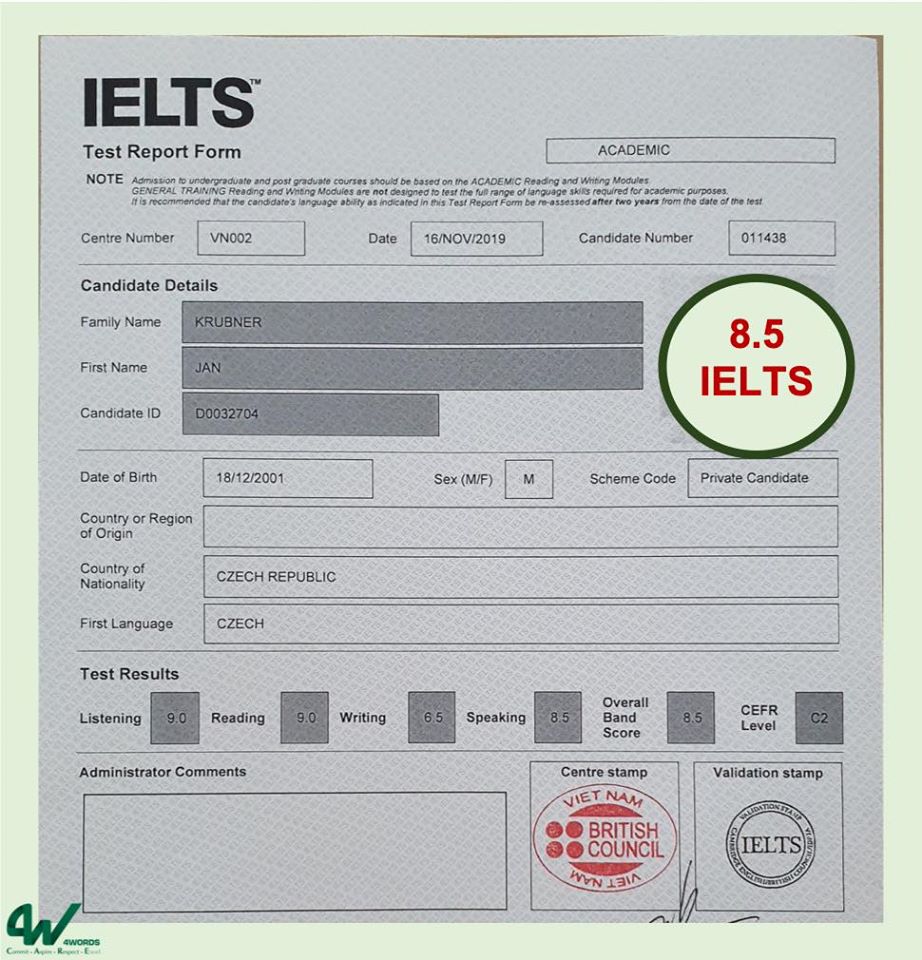 IELTS™
Test Report Form
ACADEMIC
NOTE Admission to undergraduate and post graduate courses should be based on the ACADEMIC Reading and Writing Modules.
GENERAL TRAINING Reading and Writing Modules are not designed to test the full range of language skills required for academic purposes.
It is recommended that the candidate's language ability as indicated in this Test Report Form be re-assessed after two years from the date of the test.
Centre Number VN002 Date 16/NOV/2019 Candidate Number 011438
Candidate Details
Family Name KRUBNER
First Name JAN
Candidate ID D0032704
8.5
IELTS
Date of Birth 18/12/2001 Sex (M/F) M Scheme Code Private Candidate
Country or Region
of Origin
Country of
Nationality
CZECH REPUBLIC
First Language CZECH
Test Results
Listening 9.0 Reading 9.0 Writing 6.5 Speaking 8.5 Overall Band Score 8.5 CEFR Level C2
Administrator Comments
Centre stamp
VIET NAM
BRITISH
COUNCIL
VIET NAM
Validation stamp
VALIDATION STAMP
IELTS
4W
4WORDS
Commit - Aspire - Respect - Excel